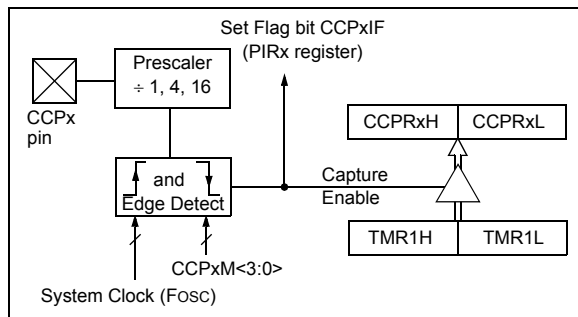 Set Flag bit CCPxIF
(PIRx register)
Prescaler
÷ 1, 4, 16
CCPx
pin
CCPRxH
CCPRxL
and
Edge Detect
Capture
Enable
TMR1H
TMR1L
CCPxM<3:0>
System Clock (FOSC)